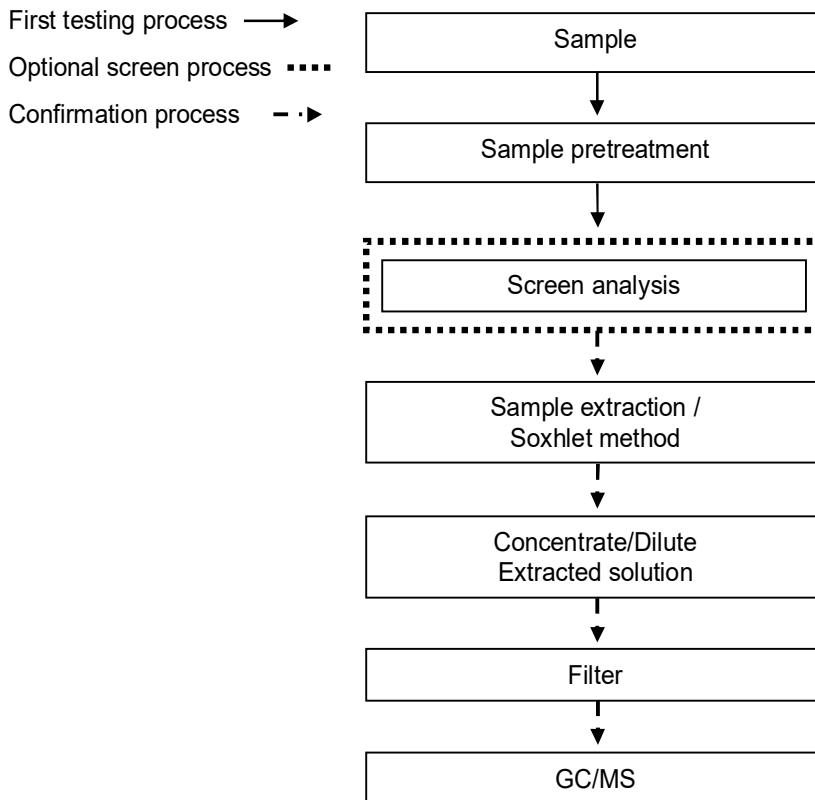 First testing process
Optional screen process
Confirmation process
Sample
Sample pretreatment
Screen analysis
Sample extraction /
Soxhlet method
Concentrate/Dilute
Extracted solution
Filter
GC/MS